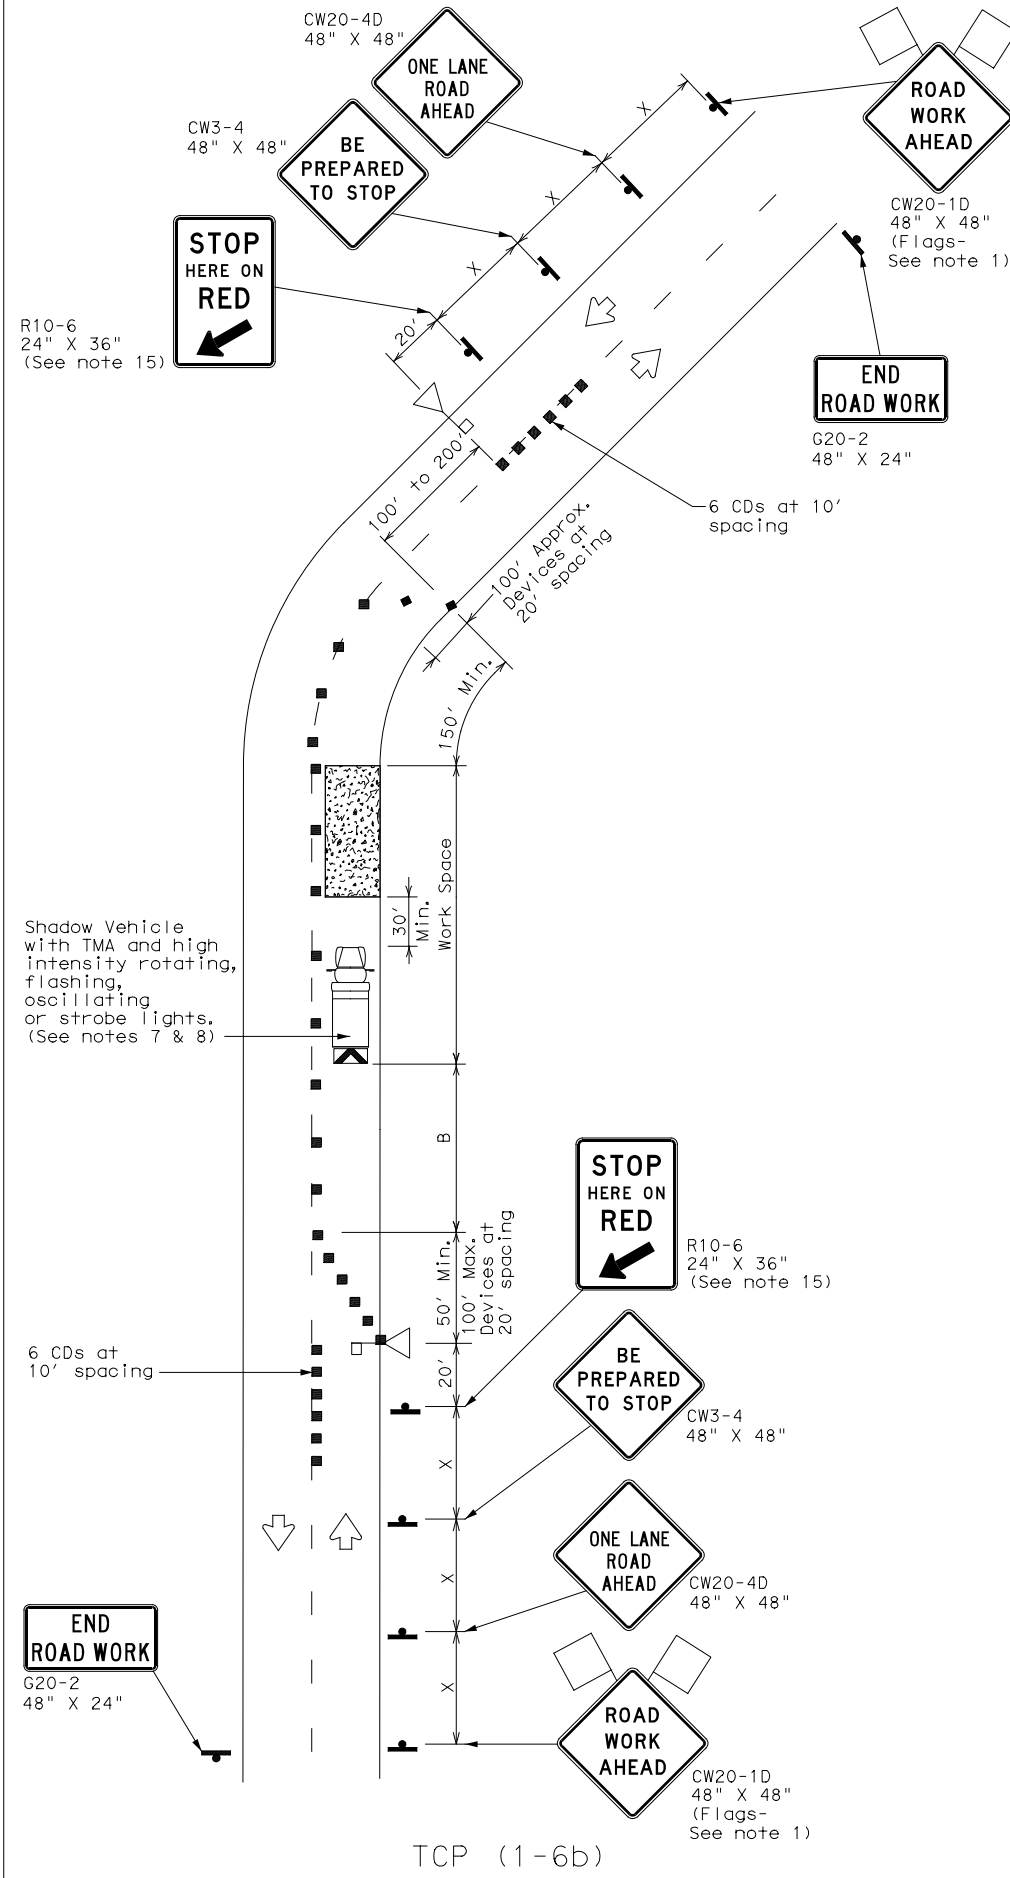 CW20-4D
48" X 48"
ONE LANE
ROAD
AHEAD
CW3-4
48" X 48"
BE
PREPARED
TO STOP
ROAD
WORK
AHEAD
CW20-1D
48" X 48"
(Flags-
See note 1)
STOP
HERE ON
RED
R10-6
24" X 36"
(See note 15)
X
X
X
20'
END
ROAD WORK
G20-2
48" X 24"
100' to 200'
6 CDs at 10'
spacing
100' Approx.
Devices at
20' spacing
150' Min.
30'
Min.
Work Space
Shadow Vehicle
with TMA and high
intensity rotating,
flashing,
oscillating
or strobe lights.
(See notes 7 & 8)
B
50' Min.
100' Max.
Devices at
20' spacing
STOP
HERE ON
RED
R10-6
24" X 36"
(See note 15)
6 CDs at
10' spacing
20'
BE
PREPARED
TO STOP
CW3-4
48" X 48"
X
X
X
ONE LANE
ROAD
AHEAD
CW20-4D
48" X 48"
END
ROAD WORK
G20-2
48" X 24"
ROAD
WORK
AHEAD
CW20-1D
48" X 48"
(Flags-
See note 1)
TCP (1-6b)